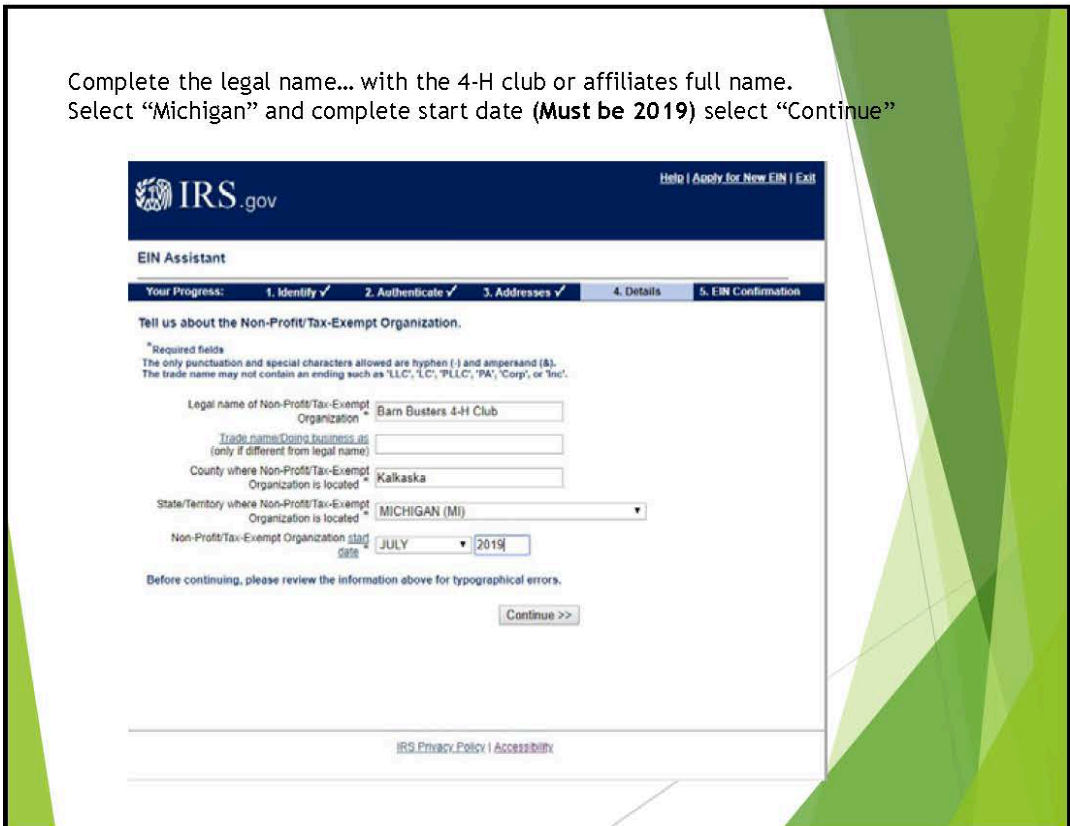 Complete the legal name… with the 4-H club or affiliates full name.
Select “Michigan” and complete start date (Must be 2019) select “Continue”
IRS.gov
Help | Apply for New EIN | Exit
EIN Assistant
Your Progress: 1. Identify ✓ 2. Authenticate ✓ 3. Addresses ✓ 4. Details 5. EIN Confirmation
Tell us about the Non-Profit/Tax-Exempt Organization.
*Required fields
The only punctuation and special characters allowed are hyphen (-) and ampersand (&).
The trade name may not contain an ending such as 'LLC', 'LC', 'PLLC', 'PA', 'Corp', or 'Inc'.
Legal name of Non-Profit/Tax-Exempt
Organization * Barn Busters 4-H Club
Trade name/Doing business as
(only if different from legal name)
County where Non-Profit/Tax-Exempt
Organization is located * Kalkaska
State/Territory where Non-Profit/Tax-Exempt
Organization is located * MICHIGAN (MI)
Non-Profit/Tax-Exempt Organization start
date * JULY 2019
Before continuing, please review the information above for typographical errors.
Continue >>
IRS Privacy Policy | Accessibility